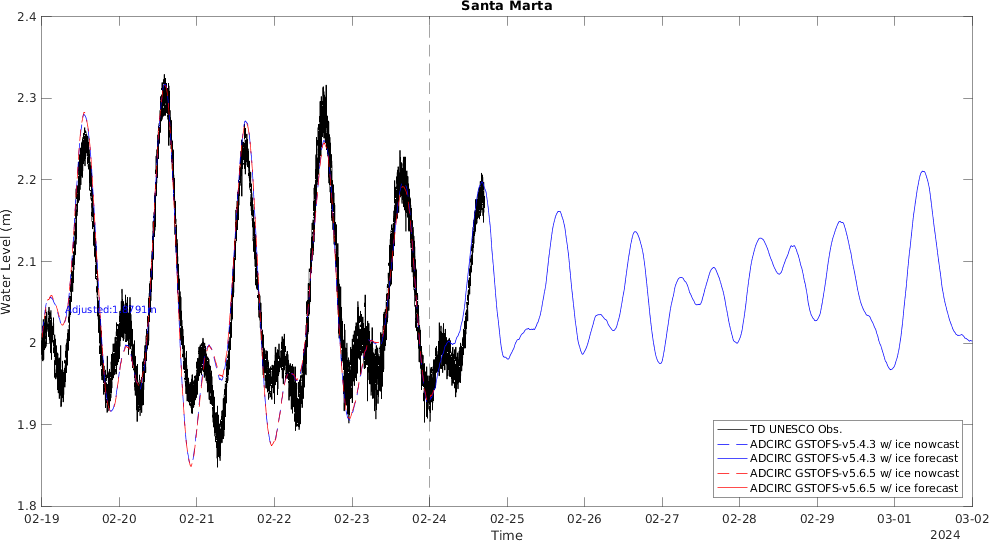 Santa Marta
Water Level (m)
2.4
2.3
2.2
2.1
2
1.9
1.8
TD UNESCO Obs.
ADCIRC GSTOFS-v5.4.3 w/ ice nowcast
ADCIRC GSTOFS-v5.4.3 w/ ice forecast
ADCIRC GSTOFS-v5.6.5 w/ ice nowcast
ADCIRC GSTOFS-v5.6.5 w/ ice forecast
02-19 02-20 02-21 02-22 02-23 02-24 02-25 02-26 02-27 02-28 02-29 03-01 03-02
Time
2024